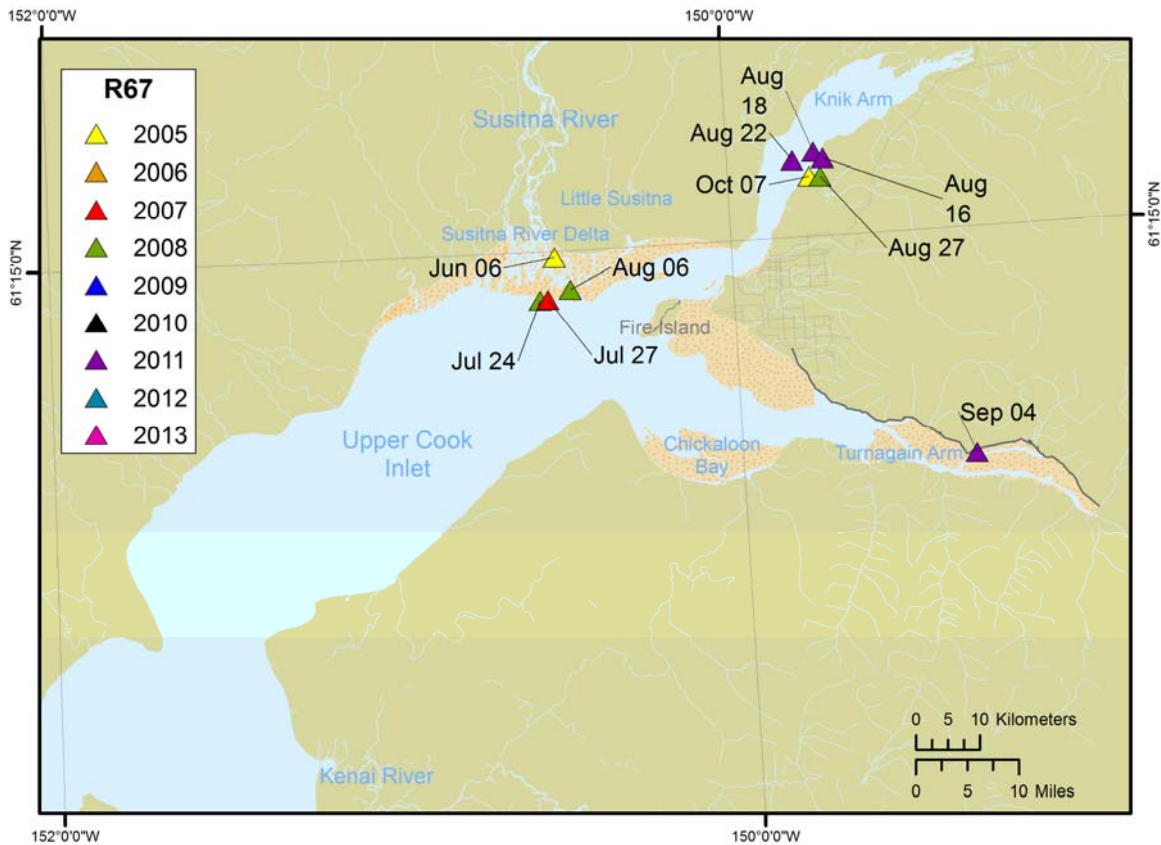 152°0'0"W
150°0'0"W
R67
2005
2006
2007
2008
2009
2010
2011
2012
2013
Susitna River
Little Susitna
Susitna River Delta
Knik Arm
Aug
18
Aug 22
Oct 07
Aug
16
Aug 27
Jun 06
Aug 06
Jul 24
Jul 27
Fire Island
Sep 04
Upper Cook
Inlet
Chickaloon
Bay
Turnagain Arm
Kenai River
61°15'0"N
61°15'0"N
0 5 10 Kilometers
0 5 10 Miles
152°0'0"W
150°0'0"W